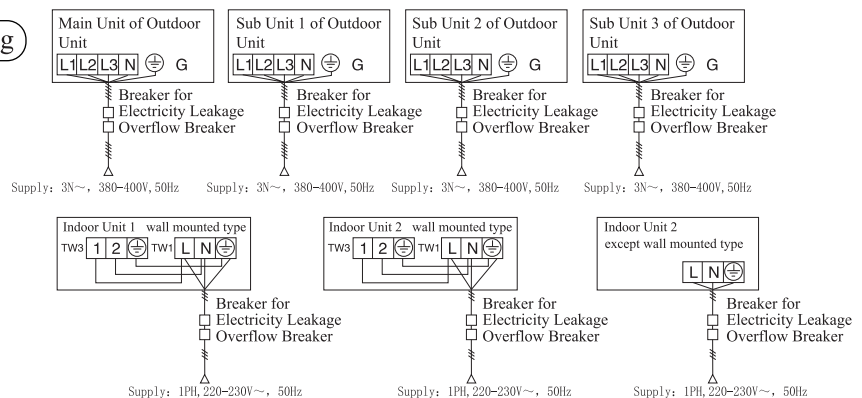 g
Main Unit of Outdoor
Unit
L1 L2 L3 N G
Breaker for
Electricity Leakage
Overflow Breaker
Supply: 3N～, 380-400V, 50Hz
Sub Unit 1 of Outdoor
Unit
L1 L2 L3 N G
Breaker for
Electricity Leakage
Overflow Breaker
Supply: 3N～, 380-400V, 50Hz
Sub Unit 2 of Outdoor
Unit
L1 L2 L3 N G
Breaker for
Electricity Leakage
Overflow Breaker
Supply: 3N～, 380-400V, 50Hz
Sub Unit 3 of Outdoor
Unit
L1 L2 L3 N G
Breaker for
Electricity Leakage
Overflow Breaker
Supply: 3N～, 380-400V, 50Hz
Indoor Unit 1 wall mounted type
TW3 1 2 TW1 L N
Breaker for
Electricity Leakage
Overflow Breaker
Supply: 1PH, 220-230V～, 50Hz
Indoor Unit 2 wall mounted type
TW3 1 2 TW1 L N
Breaker for
Electricity Leakage
Overflow Breaker
Supply: 1PH, 220-230V～, 50Hz
Indoor Unit 2
except wall mounted type
L N
Breaker for
Electricity Leakage
Overflow Breaker
Supply: 1PH, 220-230V～, 50Hz